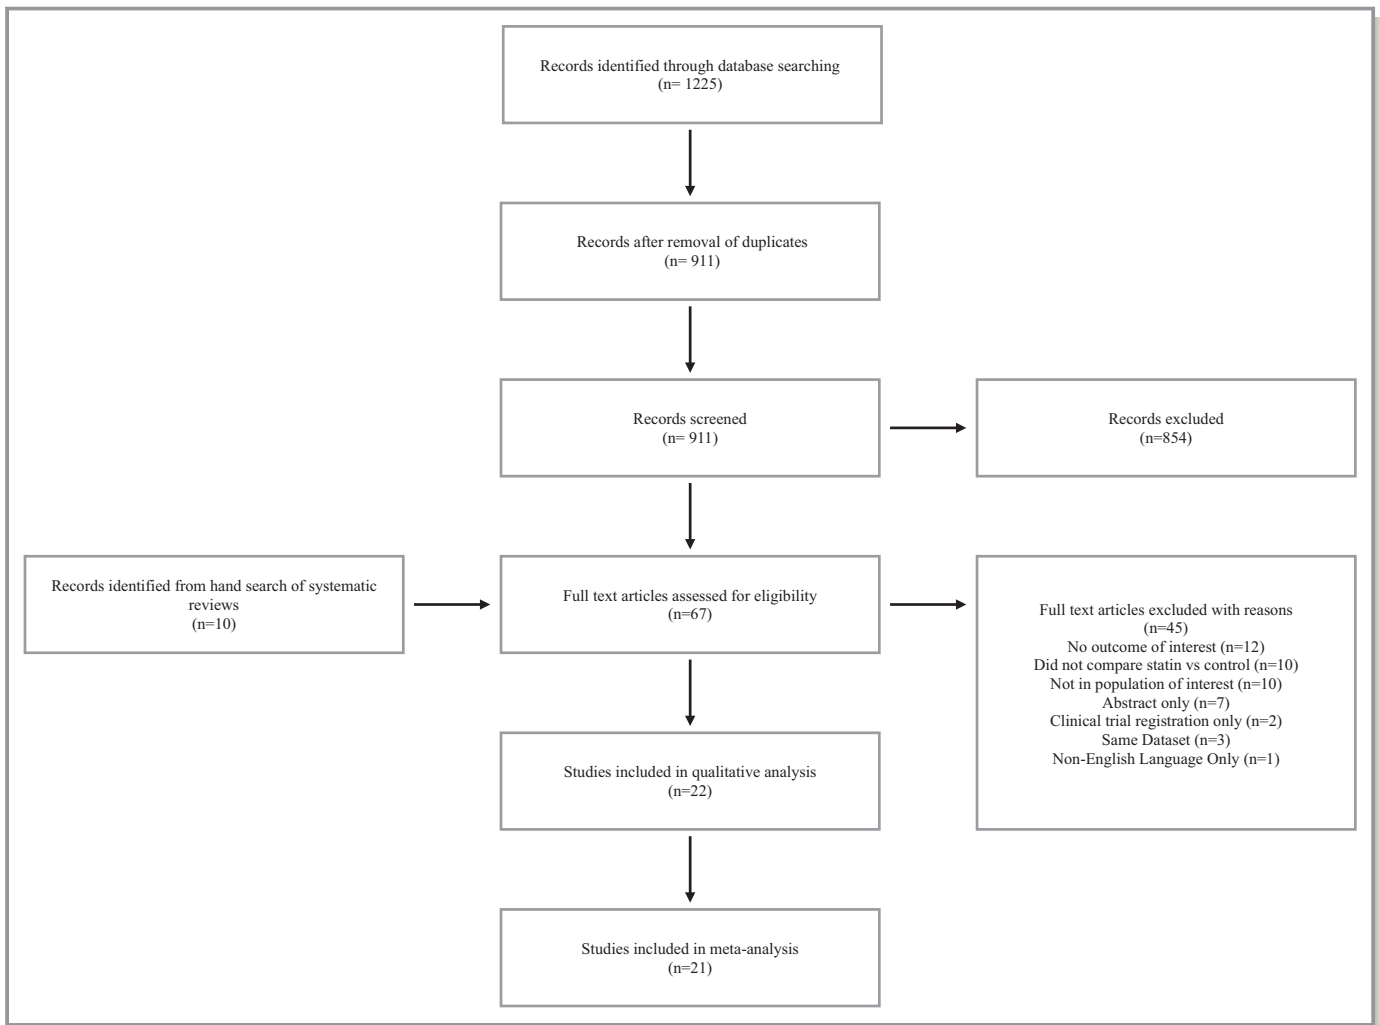 Records identified through database searching
(n= 1225)
Records after removal of duplicates
(n= 911)
Records screened
(n= 911)
Records excluded
(n=854)
Records identified from hand search of systematic
reviews
(n=10)
Full text articles assessed for eligibility
(n=67)
Full text articles excluded with reasons
(n=45)
No outcome of interest (n=12)
Did not compare statin vs control (n=10)
Not in population of interest (n=10)
Abstract only (n=7)
Clinical trial registration only (n=2)
Same Dataset (n=3)
Non-English Language Only (n=1)
Studies included in qualitative analysis
(n=22)
Studies included in meta-analysis
(n=21)